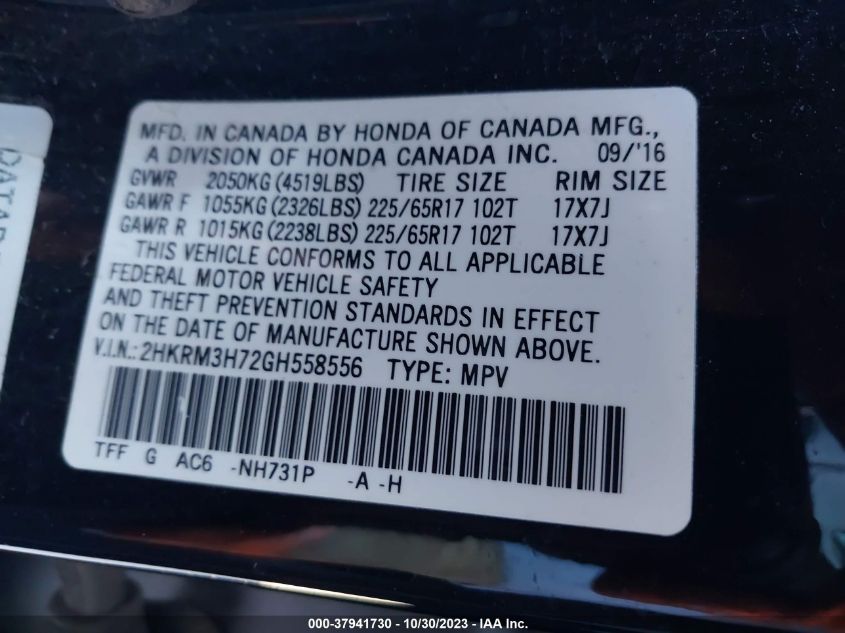 MFD. IN CANADA BY HONDA OF CANADA MFG.,
A DIVISION OF HONDA CANADA INC. 09/'16
GVWR 2050KG (4519LBS) TIRE SIZE RIM SIZE
GAWR F 1055KG (2326LBS) 225/65R17 102T 17X7J
GAWR R 1015KG (2238LBS) 225/65R17 102T 17X7J
THIS VEHICLE CONFORMS TO ALL APPLICABLE
FEDERAL MOTOR VEHICLE SAFETY
AND THEFT PREVENTION STANDARDS IN EFFECT
ON THE DATE OF MANUFACTURE SHOWN ABOVE.
V.I.N.: 2HKRM3H72GH558556 TYPE: MPV
TFF G AC6 -NH731P -A -H
000-37941730 - 10/30/2023 - IAA Inc.